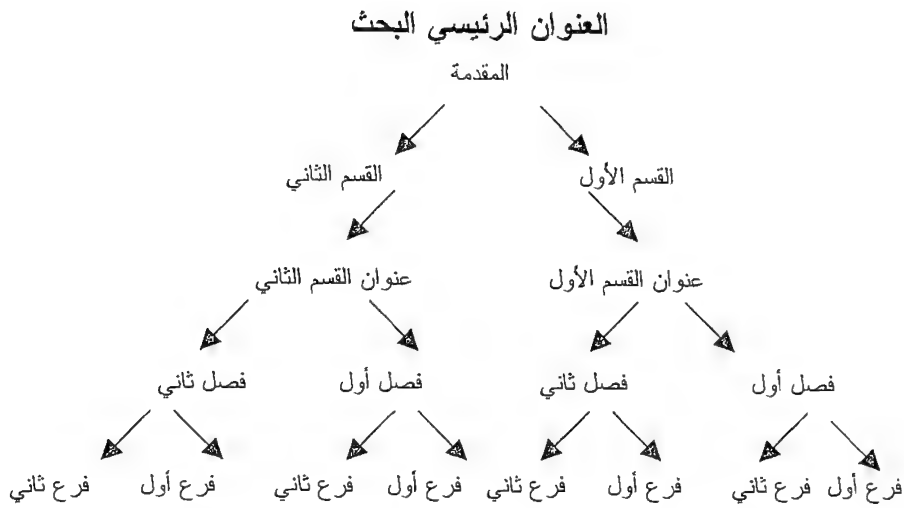 العنوان الرئيسي البحث
المقدمة
القسم الأول القسم الثاني
عنوان القسم الأول عنوان القسم الثاني
فصل أول فصل ثاني فصل أول فصل ثاني
فرع أول فرع ثاني فرع أول فرع ثاني فرع أول فرع ثاني فرع أول فرع ثاني